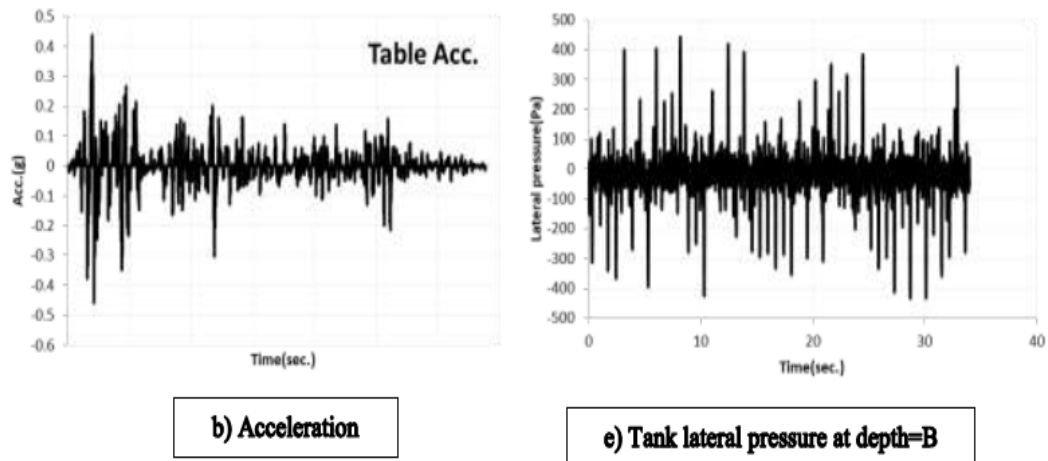 0.5
0.4
0.3
0.2
0.1
0
-0.1
-0.2
-0.3
-0.4
-0.5
-0.6
Acc.(g)
Table Acc.
Time(sec.)
b) Acceleration
500
400
300
200
100
0
-100
-200
-300
-400
-500
Lateral pressure(Pa)
0 10 20 30 40
Time(sec.)
e) Tank lateral pressure at depth=B